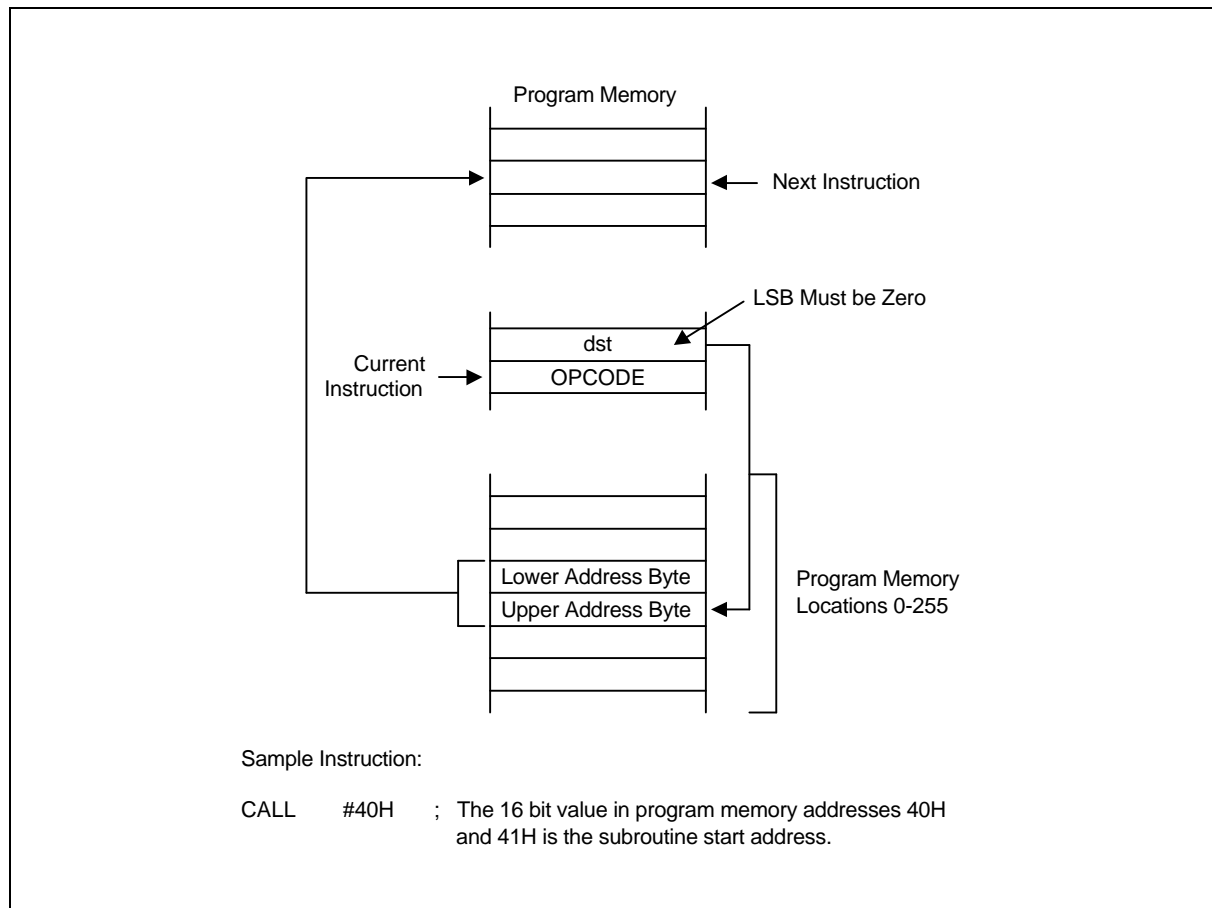 Program Memory
Next Instruction
LSB Must be Zero
dst
Current
Instruction
OPCODE
Lower Address Byte
Upper Address Byte
Program Memory
Locations 0-255
Sample Instruction:
CALL #40H ; The 16 bit value in program memory addresses 40H
and 41H is the subroutine start address.